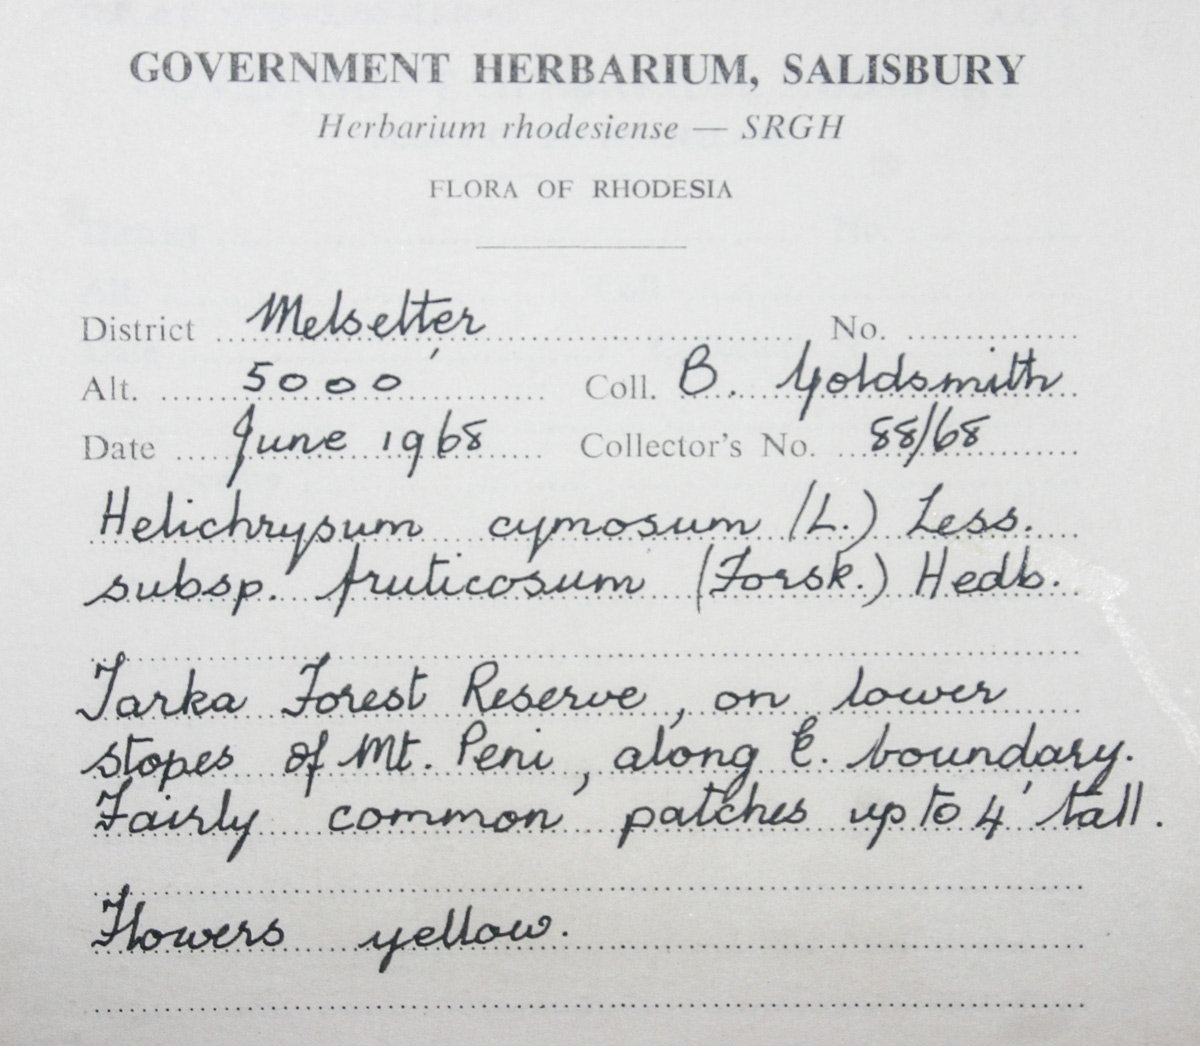 GOVERNMENT HERBARIUM, SALISBURY
Herbarium rhodesiense — SRGH
FLORA OF RHODESIA
District Melsetter No.
Alt. 5000' Coll. B. Goldsmith
Date June 1968 Collector's No. 88/68
Helichrysum cymosum (L.) Less.
subsp. fruticosum (Forsk.) Hedb.
Tarka Forest Reserve, on lower
slopes of Mt. Peni, along E. boundary.
Fairly common, patches up to 4' tall.
Flowers yellow.